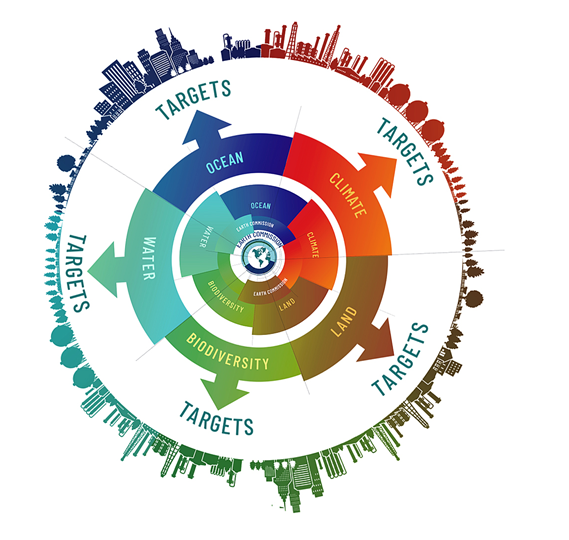 TARGETS
TARGETS
TARGETS
TARGETS
TARGETS
OCEAN
CLIMATE
LAND
BIODIVERSITY
WATER
OCEAN
CLIMATE
LAND
BIODIVERSITY
WATER
EARTH COMMISSION
EARTH COMMISSION
EARTH COMMISSION